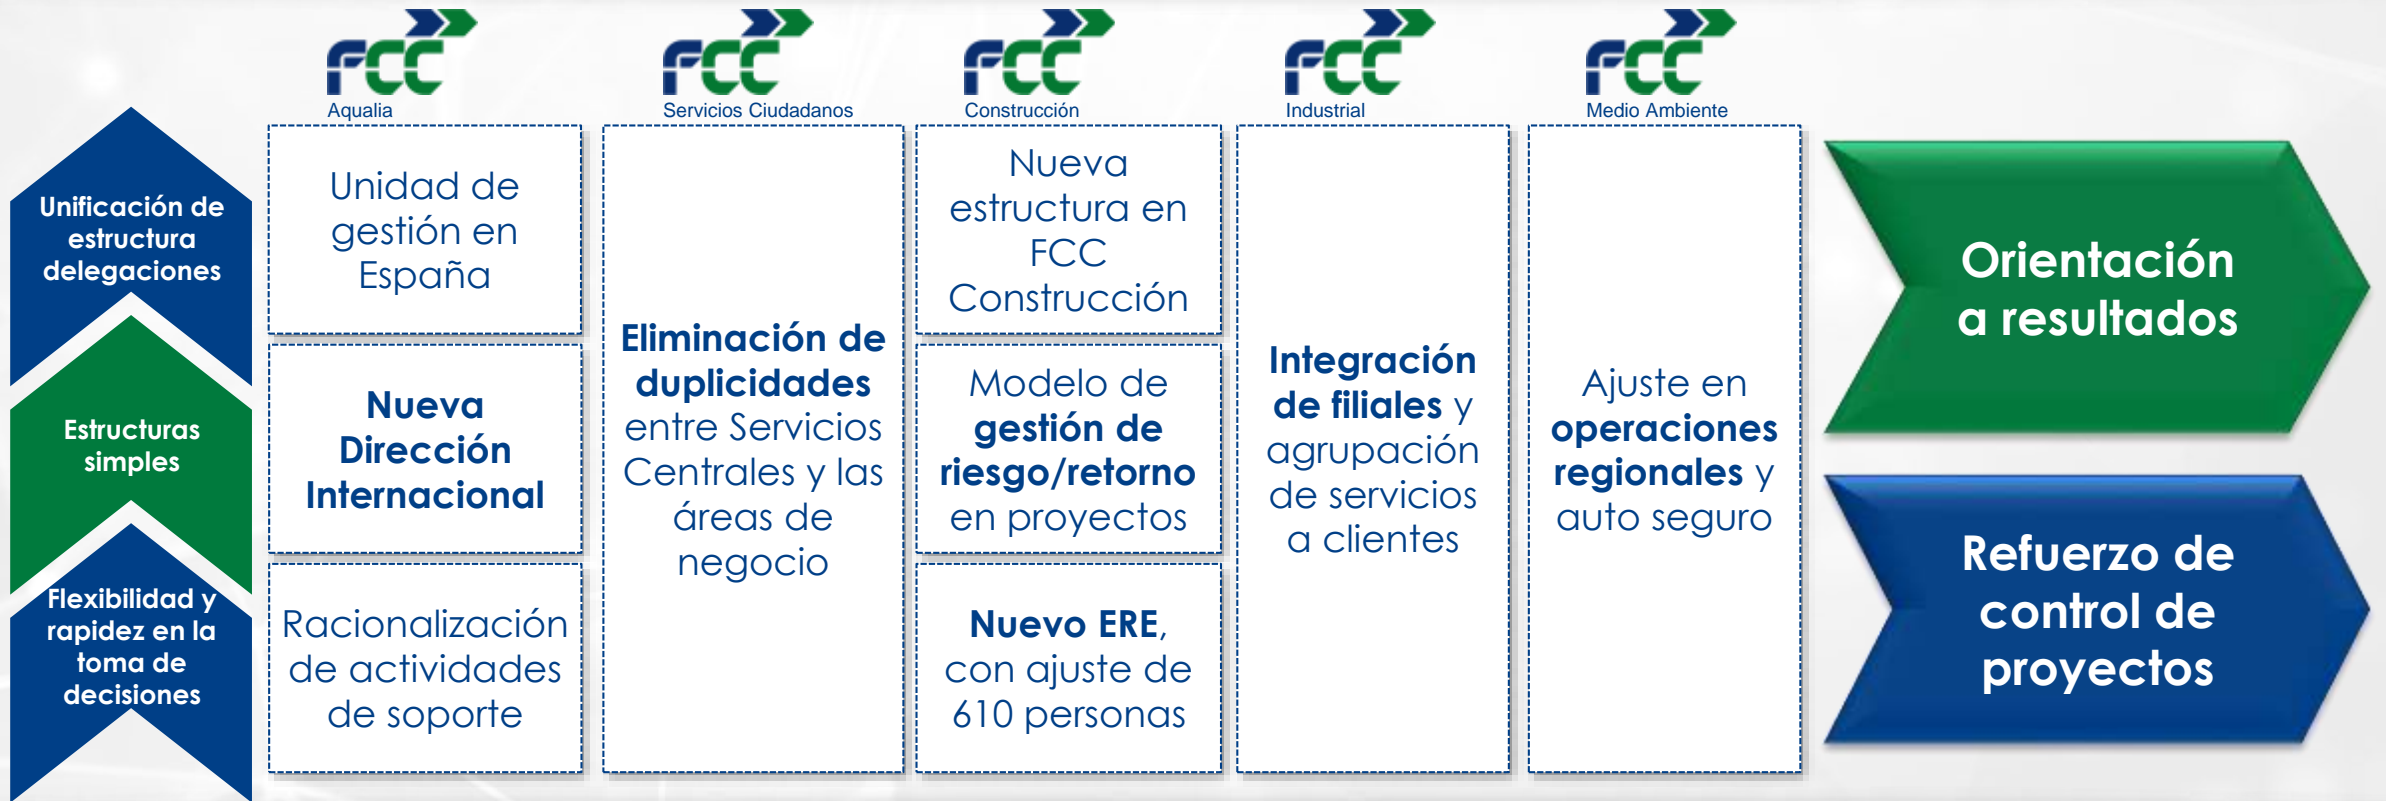 FCC
Aqualia
FCC
Servicios Ciudadanos
FCC
Construcción
FCC
Industrial
FCC
Medio Ambiente
Unificación de
estructura
delegaciones
Estructuras
simples
Flexibilidad y
rapidez en la
toma de
decisiones
Unidad de
gestión en
España
Nueva
Dirección
Internacional
Racionalización
de actividades
de soporte
Eliminación de
duplicidades
entre Servicios
Centrales y las
áreas de
negocio
Nueva
estructura en
FCC
Construcción
Modelo de
gestión de
riesgo/retorno
en proyectos
Nuevo ERE,
con ajuste de
610 personas
Integración
de filiales y
agrupación
de servicios
a clientes
Ajuste en
operaciones
regionales y
auto seguro
Orientación
a resultados
Refuerzo de
control de
proyectos